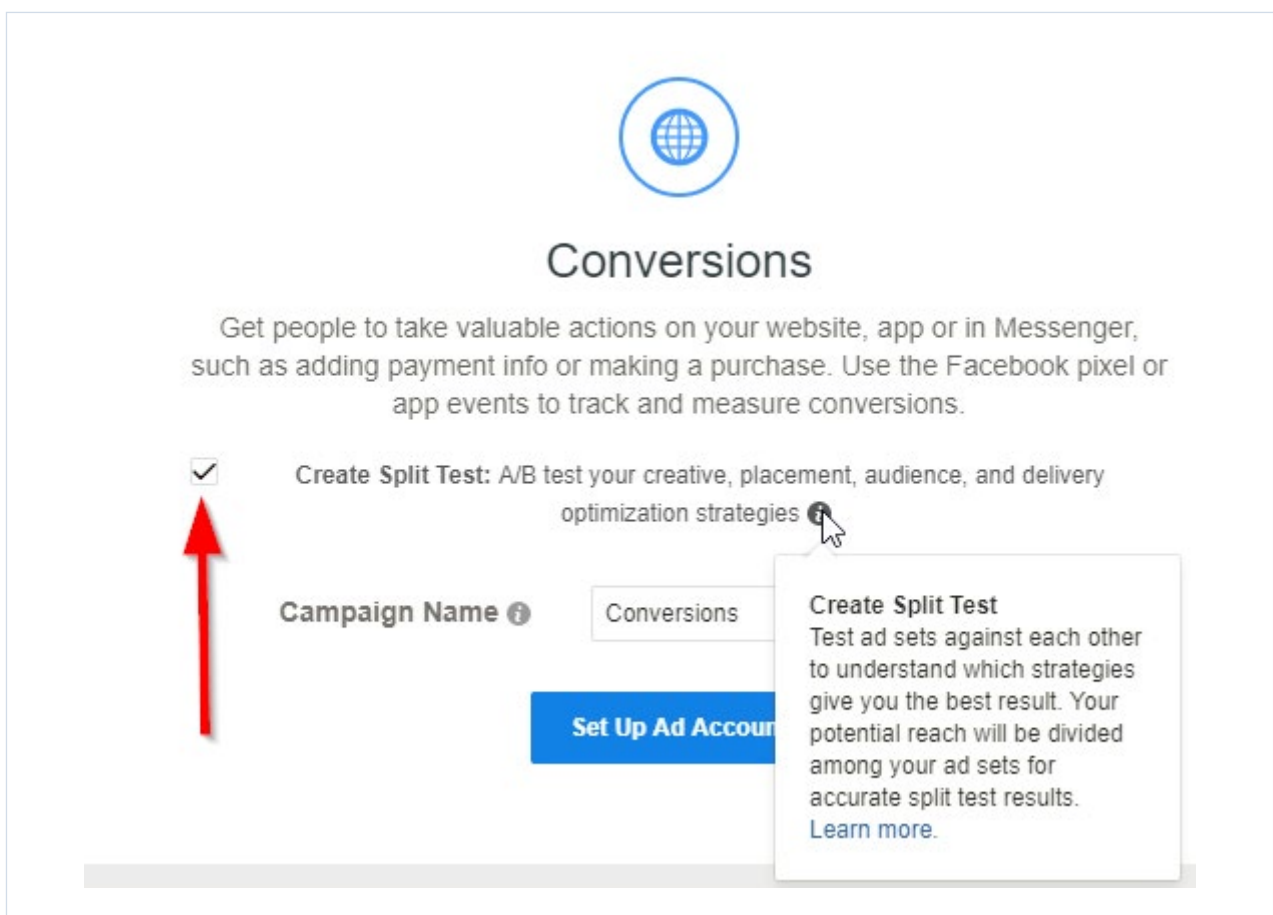 Conversions
Get people to take valuable actions on your website, app or in Messenger,
such as adding payment info or making a purchase. Use the Facebook pixel or
app events to track and measure conversions.
Create Split Test: A/B test your creative, placement, audience, and delivery
optimization strategies
Campaign Name
Conversions
Set Up Ad Accoun
Create Split Test
Test ad sets against each other
to understand which strategies
give you the best result. Your
potential reach will be divided
among your ad sets for
accurate split test results.
Learn more.